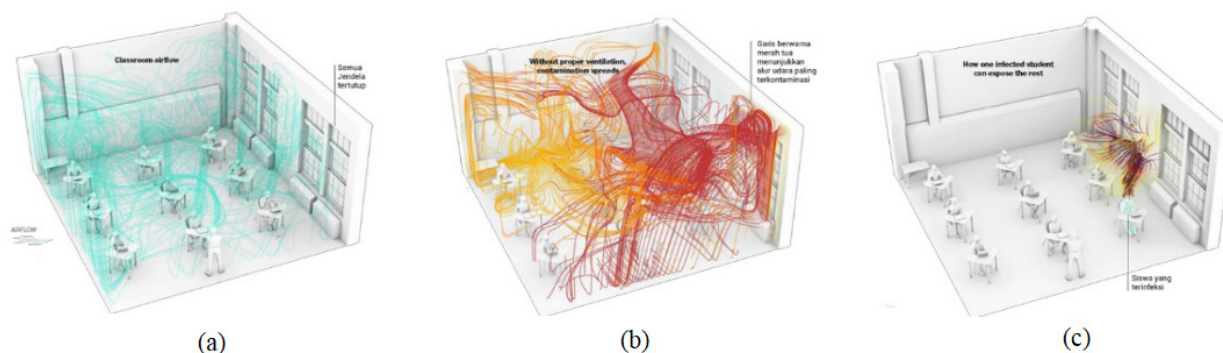 Classroom airflow
Semua
Jendela
tertutup
AIRFLOW
(a)
Without proper ventilation,
contamination spreads
Garis berwarna
merah tua
menunjukkan
alur udara paling
terkontaminasi
(b)
How one infected student
can expose the rest
Siswa yang
terinfeksi
(c)